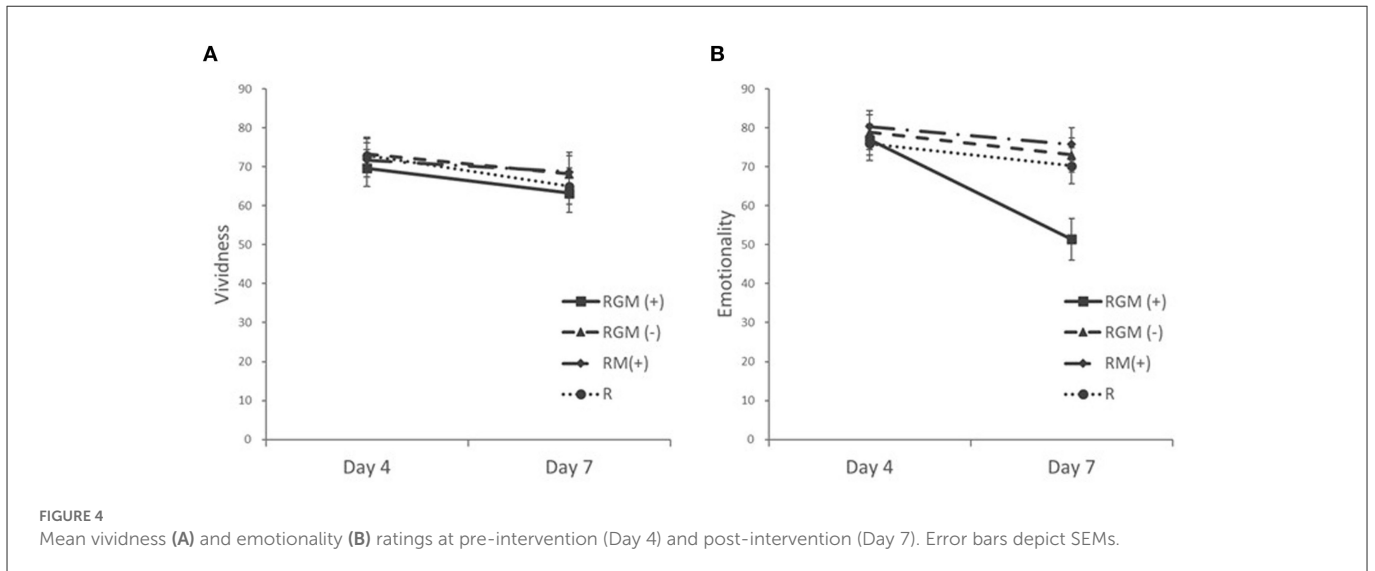 A
90
80
70
60
50
40
30
20
10
0
Vividness
Day 4 Day 7
RGM (+)
RGM (-)
RM(+)
R
B
90
80
70
60
50
40
30
20
10
0
Emotionality
Day 4 Day 7
RGM (+)
RGM (-)
RM(+)
R
FIGURE 4
Mean vividness (A) and emotionality (B) ratings at pre-intervention (Day 4) and post-intervention (Day 7). Error bars depict SEMs.